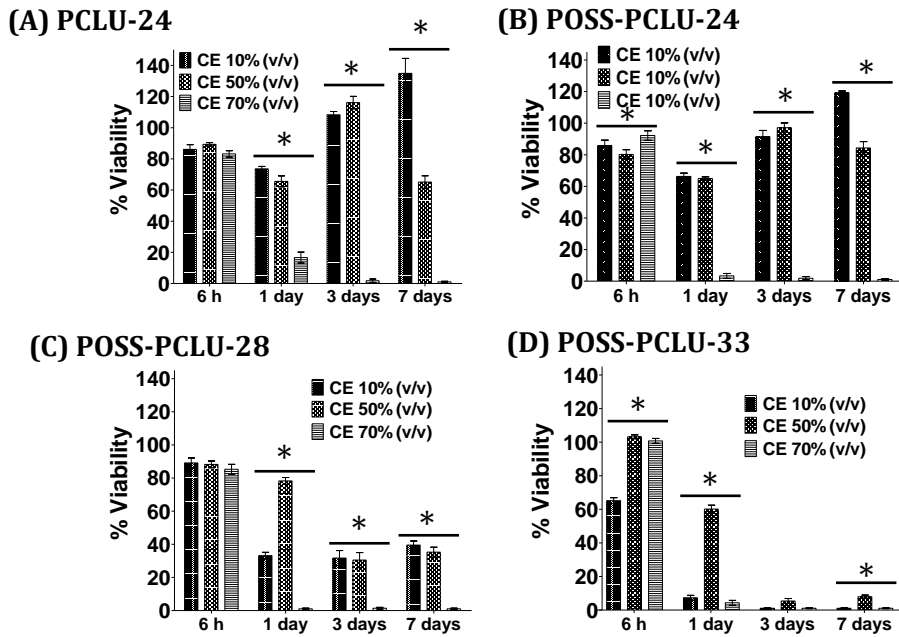 (A) PCLU-24
CE 10% (v/v)
CE 50% (v/v)
CE 70% (v/v)
*
*
*
% Viability
140
120
100
80
60
40
20
0
6 h 1 day 3 days 7 days
(B) POSS-PCLU-24
CE 10% (v/v)
CE 10% (v/v)
CE 10% (v/v)
*
*
*
*
% Viability
140
120
100
80
60
40
20
0
6 h 1 day 3 days 7 days
(C) POSS-PCLU-28
CE 10% (v/v)
CE 50% (v/v)
CE 70% (v/v)
*
*
*
% Viability
140
120
100
80
60
40
20
0
6 h 1 day 3 days 7 days
(D) POSS-PCLU-33
CE 10% (v/v)
CE 50% (v/v)
CE 70% (v/v)
*
*
*
% Viability
140
120
100
80
60
40
20
0
6 h 1 day 3 days 7 days